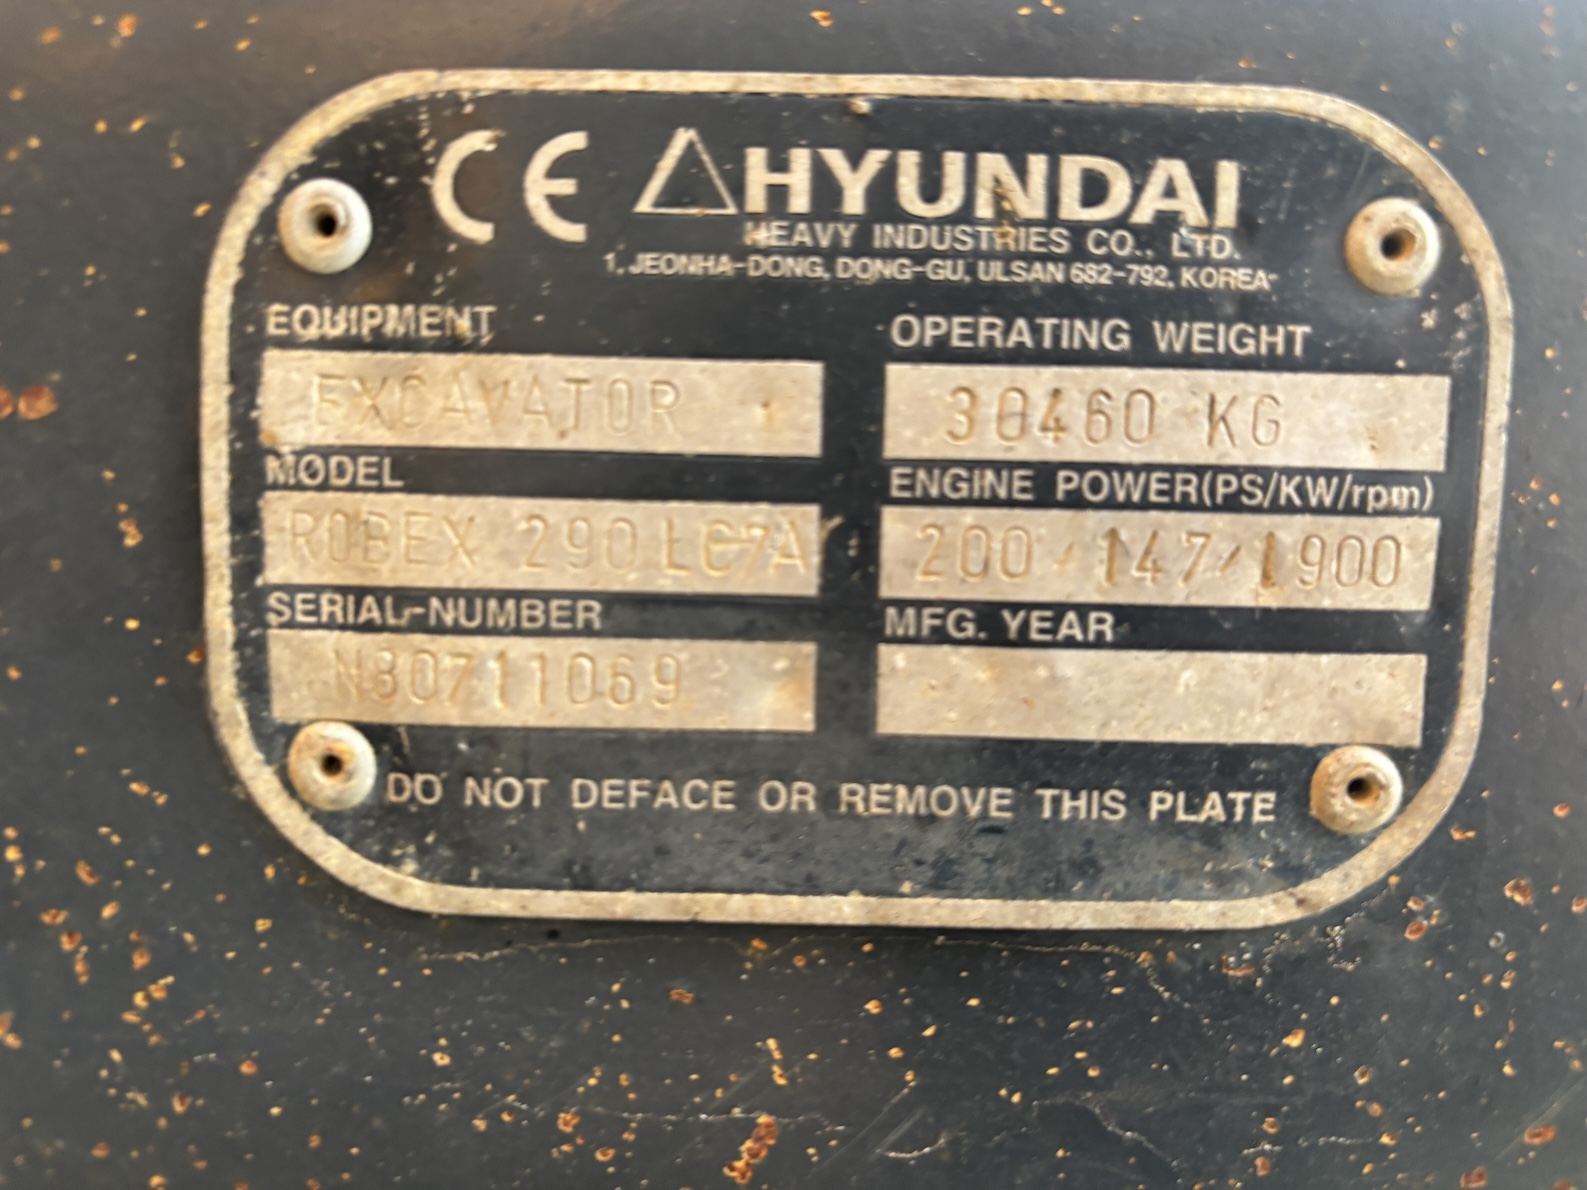 CE HYUNDAI
HEAVY INDUSTRIES CO., LTD.
1, JEONHA-DONG, DONG-GU, ULSAN 682-792, KOREA
EQUIPMENT OPERATING WEIGHT
EXCAVATOR 30460 KG
MODEL ENGINE POWER(PS/KW/rpm)
ROBEX 290 LC7A 200/147/1900
SERIAL-NUMBER MFG. YEAR
N80711069
DO NOT DEFACE OR REMOVE THIS PLATE